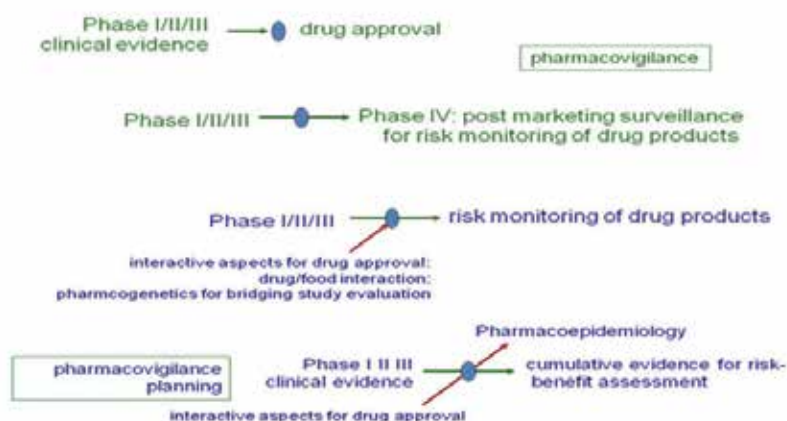 Phase I/II/III
clinical evidence
drug approval
pharmacovigilance
Phase I/II/III
Phase IV: post marketing surveillance
for risk monitoring of drug products
Phase I/II/III
risk monitoring of drug products
interactive aspects for drug approval:
drug/food interaction:
pharmcogenetics for bridging study evaluation
Pharmacoepidemiology
pharmacovigilance
planning
Phase I II III
clinical evidence
cumulative evidence for risk-
benefit assessment
interactive aspects for drug approval